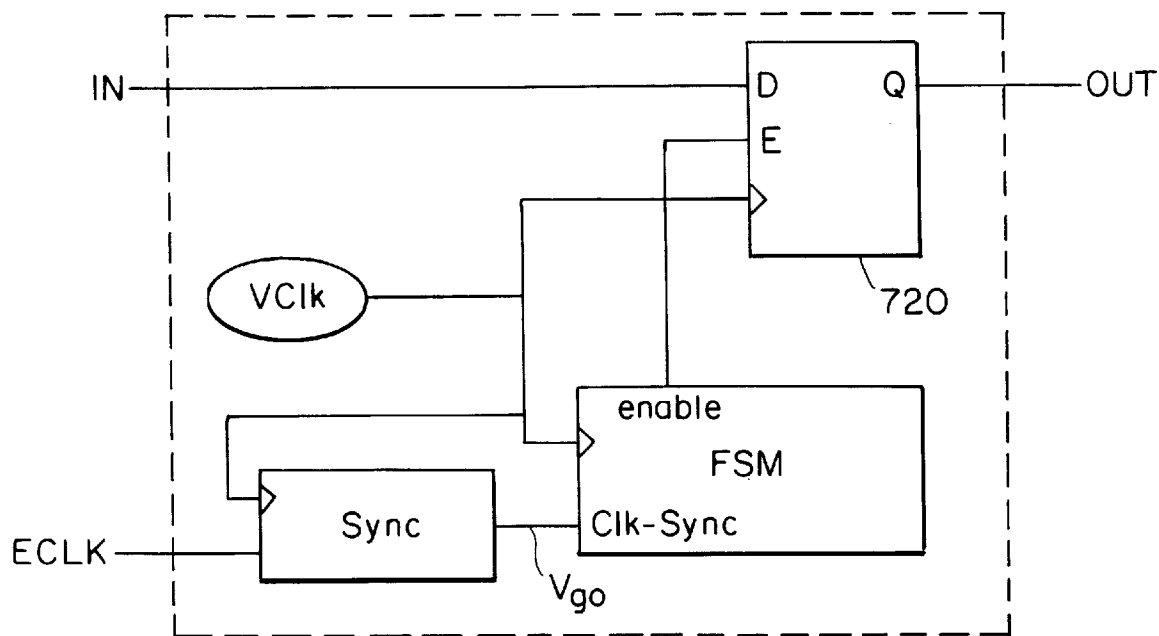 IN
D
Q
OUT
E
VClk
720
enable
FSM
Sync
Clk-Sync
ECLK
Vgo